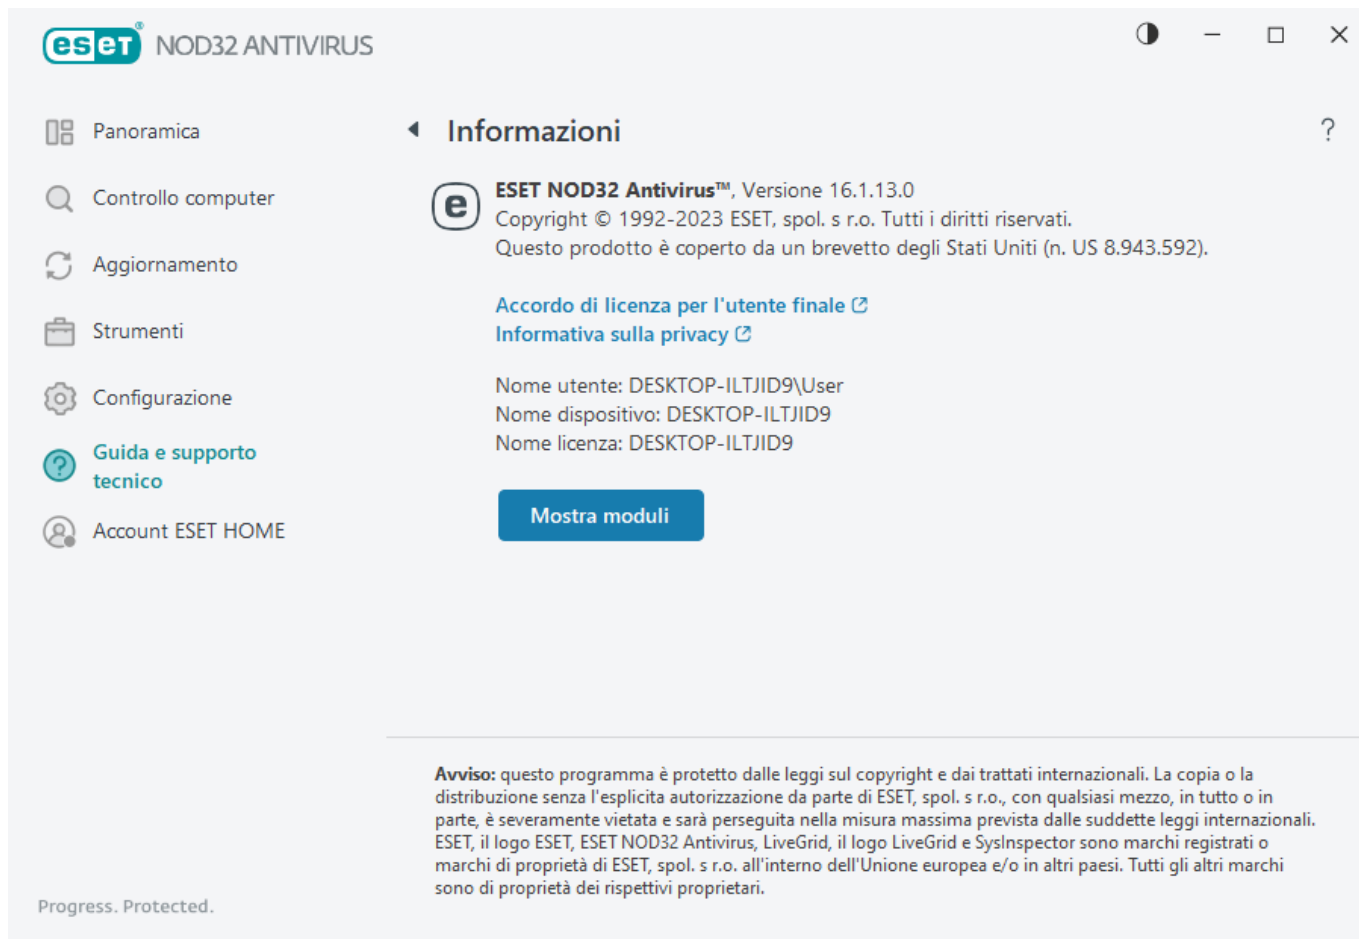 eset® NOD32 ANTIVIRUS
Panoramica
Controllo computer
Aggiornamento
Strumenti
Configurazione
Guida e supporto
tecnico
Account ESET HOME
Progress. Protected.
Informazioni
?
e
ESET NOD32 Antivirus™, Versione 16.1.13.0
Copyright © 1992-2023 ESET, spol. s r.o. Tutti i diritti riservati.
Questo prodotto è coperto da un brevetto degli Stati Uniti (n. US 8.943.592).
Accordo di licenza per l'utente finale
Informativa sulla privacy
Nome utente: DESKTOP-ILTJID9\User
Nome dispositivo: DESKTOP-ILTJID9
Nome licenza: DESKTOP-ILTJID9
Mostra moduli
Avviso: questo programma è protetto dalle leggi sul copyright e dai trattati internazionali. La copia o la
distribuzione senza l'esplicita autorizzazione da parte di ESET, spol. s r.o., con qualsiasi mezzo, in tutto o in
parte, è severamente vietata e sarà perseguita nella misura massima prevista dalle suddette leggi internazionali.
ESET, il logo ESET, ESET NOD32 Antivirus, LiveGrid, il logo LiveGrid e SysInspector sono marchi registrati o
marchi di proprietà di ESET, spol. s r.o. all'interno dell'Unione europea e/o in altri paesi. Tutti gli altri marchi
sono di proprietà dei rispettivi proprietari.